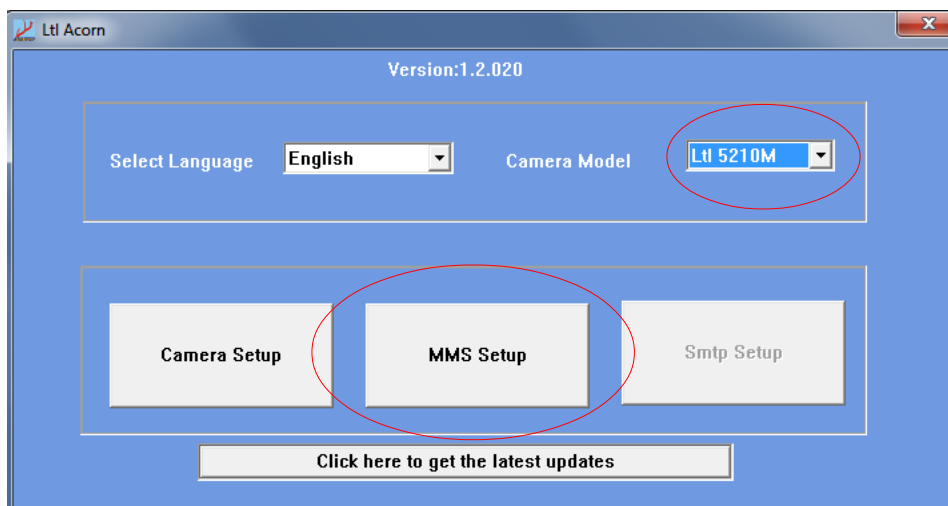 Ltl Acorn
Version:1.2.020
Select Language English Camera Model Ltl 5210M
Camera Setup MMS Setup Smtp Setup
Click here to get the latest updates